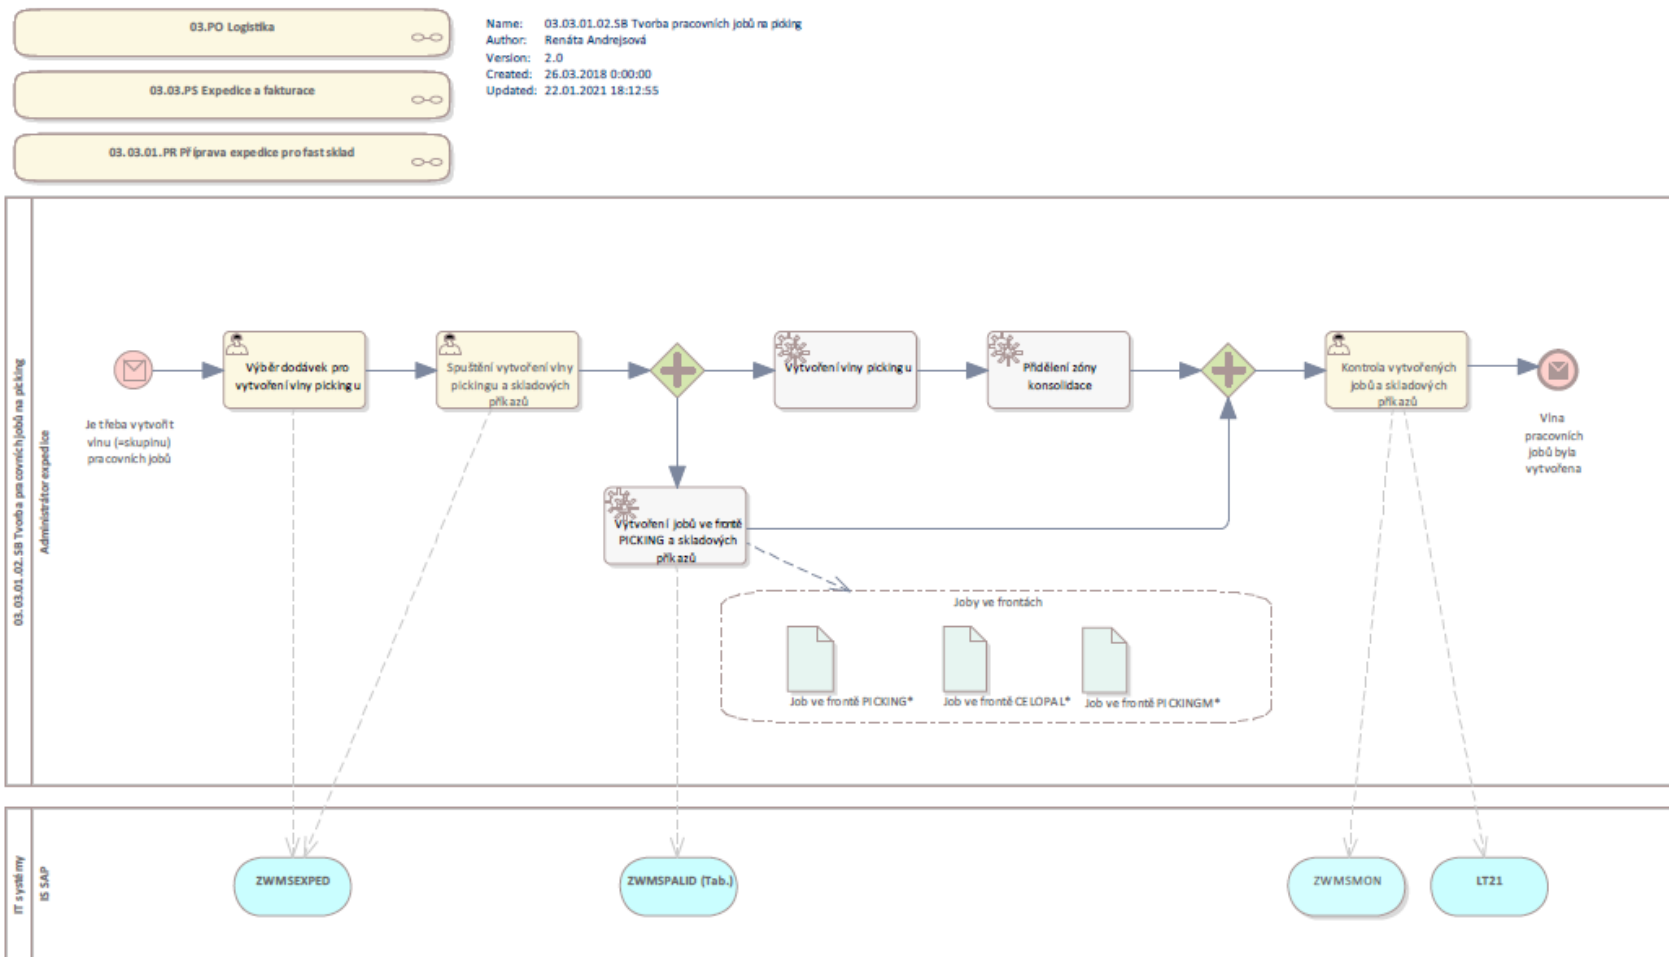 03.PO Logistika
03.03.PS Expedice a fakturace
03.03.01.PR Příprava expedice pro fast sklad
Name: 03.03.01.02.SB Tvorba pracovních jobů na picking
Author: Renáta Andrejsová
Version: 2.0
Created: 26.03.2018 0:00:00
Updated: 22.01.2021 18:12:55
03.03.01.02.SB Tvorba pracovních jobů na picking
Administrátor expedice
Je třeba vytvořit
vlnu (=skupinu)
pracovních jobů
Výběr dodávek pro
vytvoření vlny pickingu
Spuštění vytvoření vlny
pickingu a skladových
příkazů
Vytvoření vlny pickingu
Přidělení zóny
konsolidace
Kontrola vytvořených
jobů a skladových
příkazů
Vlna
pracovních
jobů byla
vytvořena
Vytvoření jobů ve frontě
PICKING a skladových
příkazů
Joby ve frontách
Job ve frontě PICKING*
Job ve frontě CELOPAL*
Job ve frontě PICKINGM*
IT systémy
IS SAP
ZWMSEXPED
ZWMSPALID (Tab.)
ZWMSMON
LT21